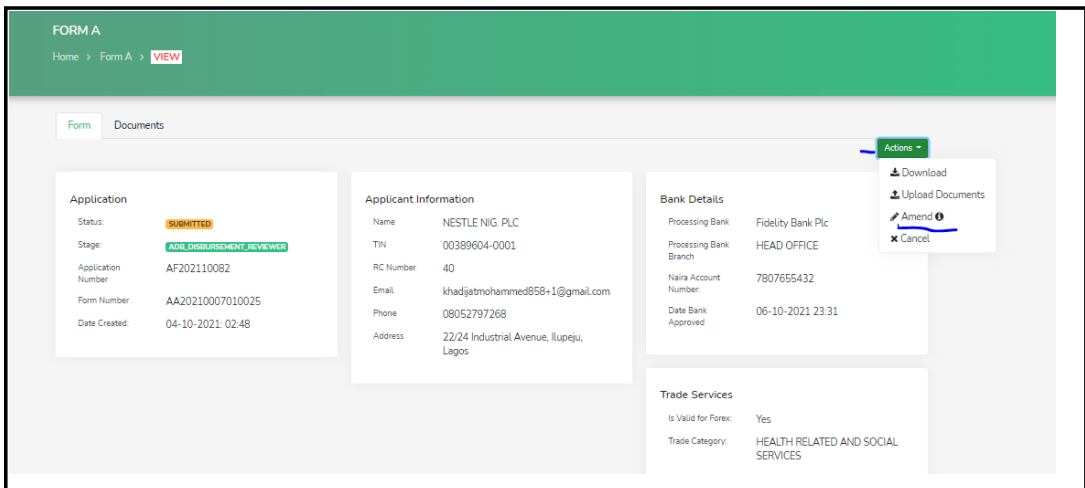 FORM A
Home > Form A > VIEW
Form Documents
Actions
Download
Upload Documents
Amend
Cancel
Application
Status: SUBMITTED
Stage: ADB_DISBURSEMENT_REVIEWER
Application Number AF202110082
Form Number AA20210007010025
Date Created: 04-10-2021: 02:48
Applicant Information
Name NESTLE NIG. PLC
TIN 00389604-0001
RC Number 40
Email khadijatmohammed858+1@gmail.com
Phone 08052797268
Address 22/24 Industrial Avenue, Ilupeju,
Lagos
Bank Details
Processing Bank Fidelity Bank Plc
Processing Bank Branch HEAD OFFICE
Naira Account Number: 7807655432
Date Bank Approved 06-10-2021 23:31
Trade Services
Is Valid for Forex: Yes
Trade Category: HEALTH RELATED AND SOCIAL
SERVICES